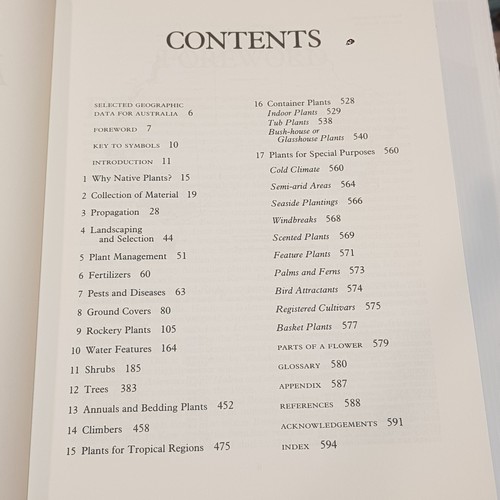 CONTENTS
SELECTED GEOGRAPHIC
DATA FOR AUSTRALIA 6
FOREWORD 7
KEY TO SYMBOLS 10
INTRODUCTION 11
1 Why Native Plants? 15
2 Collection of Material 19
3 Propagation 28
4 Landscaping
and Selection 44
5 Plant Management 51
6 Fertilizers 60
7 Pests and Diseases 63
8 Ground Covers 80
9 Rockery Plants 105
10 Water Features 164
11 Shrubs 185
12 Trees 383
13 Annuals and Bedding Plants 452
14 Climbers 458
15 Plants for Tropical Regions 475
16 Container Plants 528
Indoor Plants 529
Tub Plants 538
Bush-house or
Glasshouse Plants 540
17 Plants for Special Purposes 560
Cold Climate 560
Semi-arid Areas 564
Seaside Plantings 566
Windbreaks 568
Scented Plants 569
Feature Plants 571
Palms and Ferns 573
Bird Attractants 574
Registered Cultivars 575
Basket Plants 577
PARTS OF A FLOWER 579
GLOSSARY 580
APPENDIX 587
REFERENCES 588
ACKNOWLEDGEMENTS 591
INDEX 594